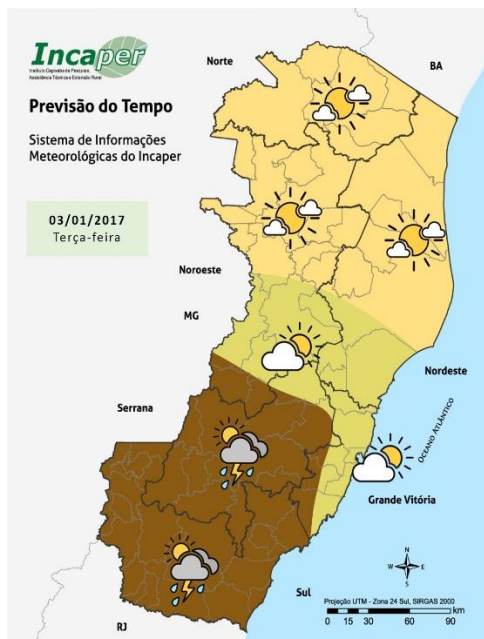 Incaper
Instituto Capixaba de Pesquisa,
Assistência Técnica e Extensão Rural
Previsão do Tempo
Sistema de Informações
Meteorológicas do Incaper
03/01/2017
Terça-feira
Norte
BA
Noroeste
MG
Nordeste
Serrana
OCEANO ATLÂNTICO
Grande Vitória
Sul
RJ
N
W
E
S
Projeção UTM - Zona 24 Sul, SIRGAS 2000
km
0 15 30 60 90